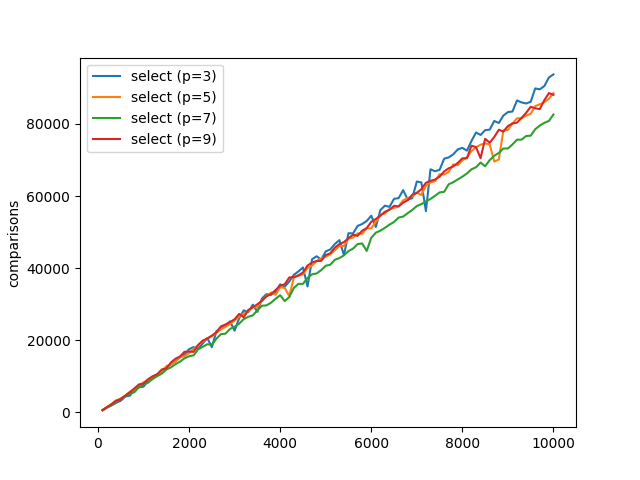 select (p=3)
select (p=5)
select (p=7)
select (p=9)
comparisons
80000
60000
40000
20000
0
0 2000 4000 6000 8000 10000